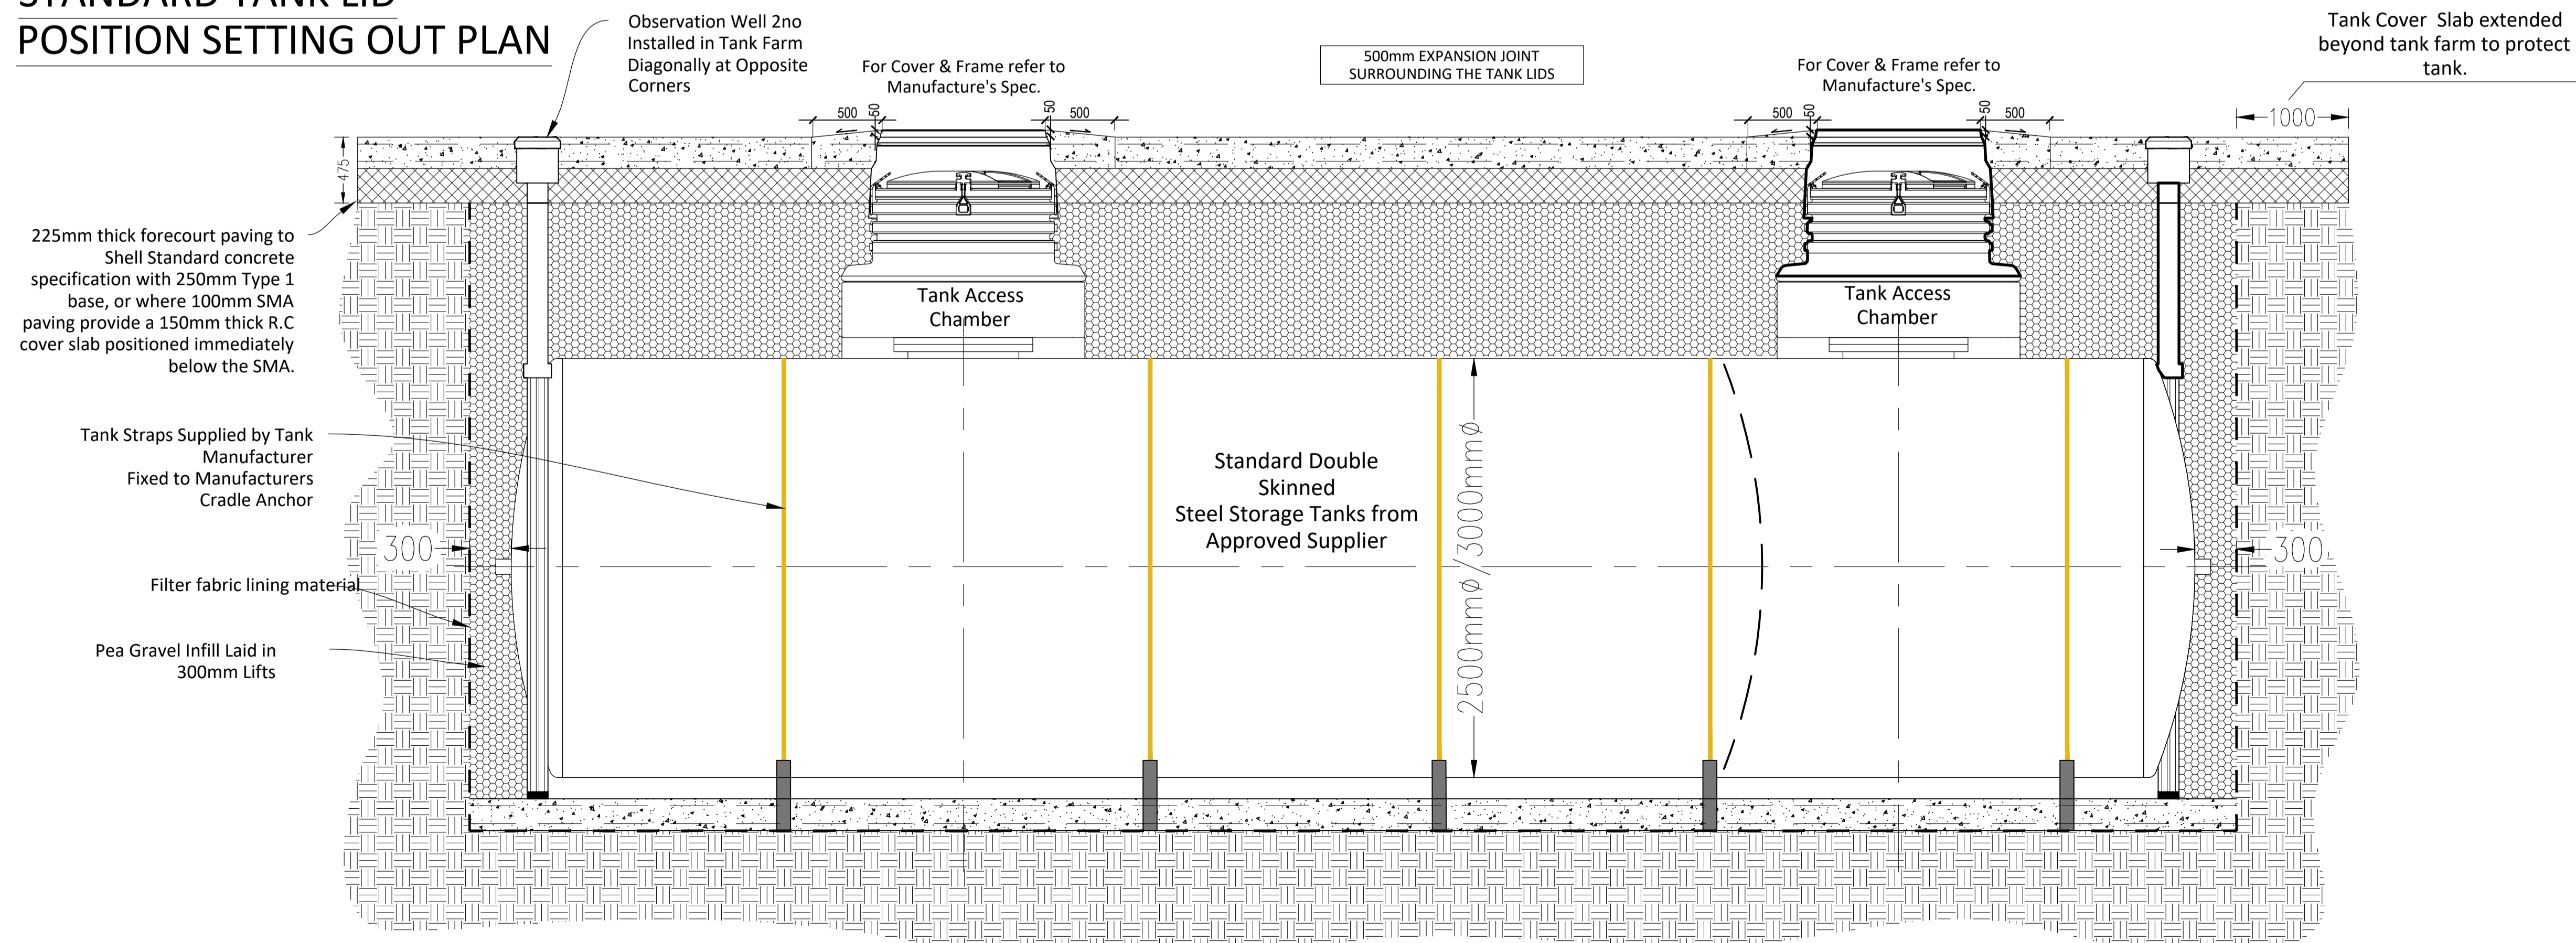 STANDARD TANK LID
POSITION SETTING OUT PLAN
Observation Well 2no
Installed in Tank Farm
Diagonally at Opposite
Corners
For Cover & Frame refer to
Manufacture's Spec.
500mm EXPANSION JOINT
SURROUNDING THE TANK LIDS
For Cover & Frame refer to
Manufacture's Spec.
Tank Cover Slab extended
beyond tank farm to protect
tank.
500
50
50
500
500
50
50
500
1000
475
225mm thick forecourt paving to
Shell Standard concrete
specification with 250mm Type 1
base, or where 100mm SMA
paving provide a 150mm thick R.C
cover slab positioned immediately
below the SMA.
Tank Access
Chamber
Tank Access
Chamber
Tank Straps Supplied by Tank
Manufacturer
Fixed to Manufacturers
Cradle Anchor
Standard Double
Skinned
Steel Storage Tanks from
Approved Supplier
2500mmØ/3000mmØ
300
300
Filter fabric lining material
Pea Gravel Infill Laid in
300mm Lifts